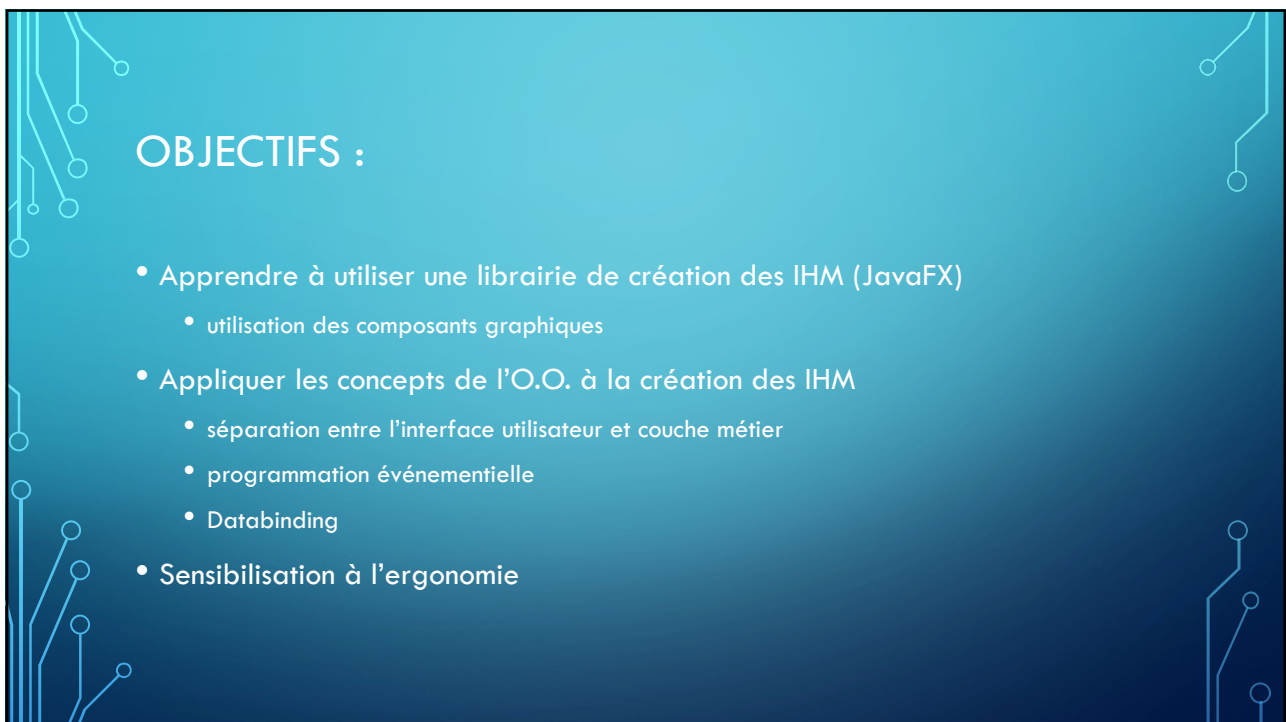 OBJECTIFS :
• Apprendre à utiliser une librairie de création des IHM (JavaFX)
• utilisation des composants graphiques
• Appliquer les concepts de l'O.O. à la création des IHM
• séparation entre l'interface utilisateur et couche métier
• programmation événementielle
• Databinding
• Sensibilisation à l'ergonomie